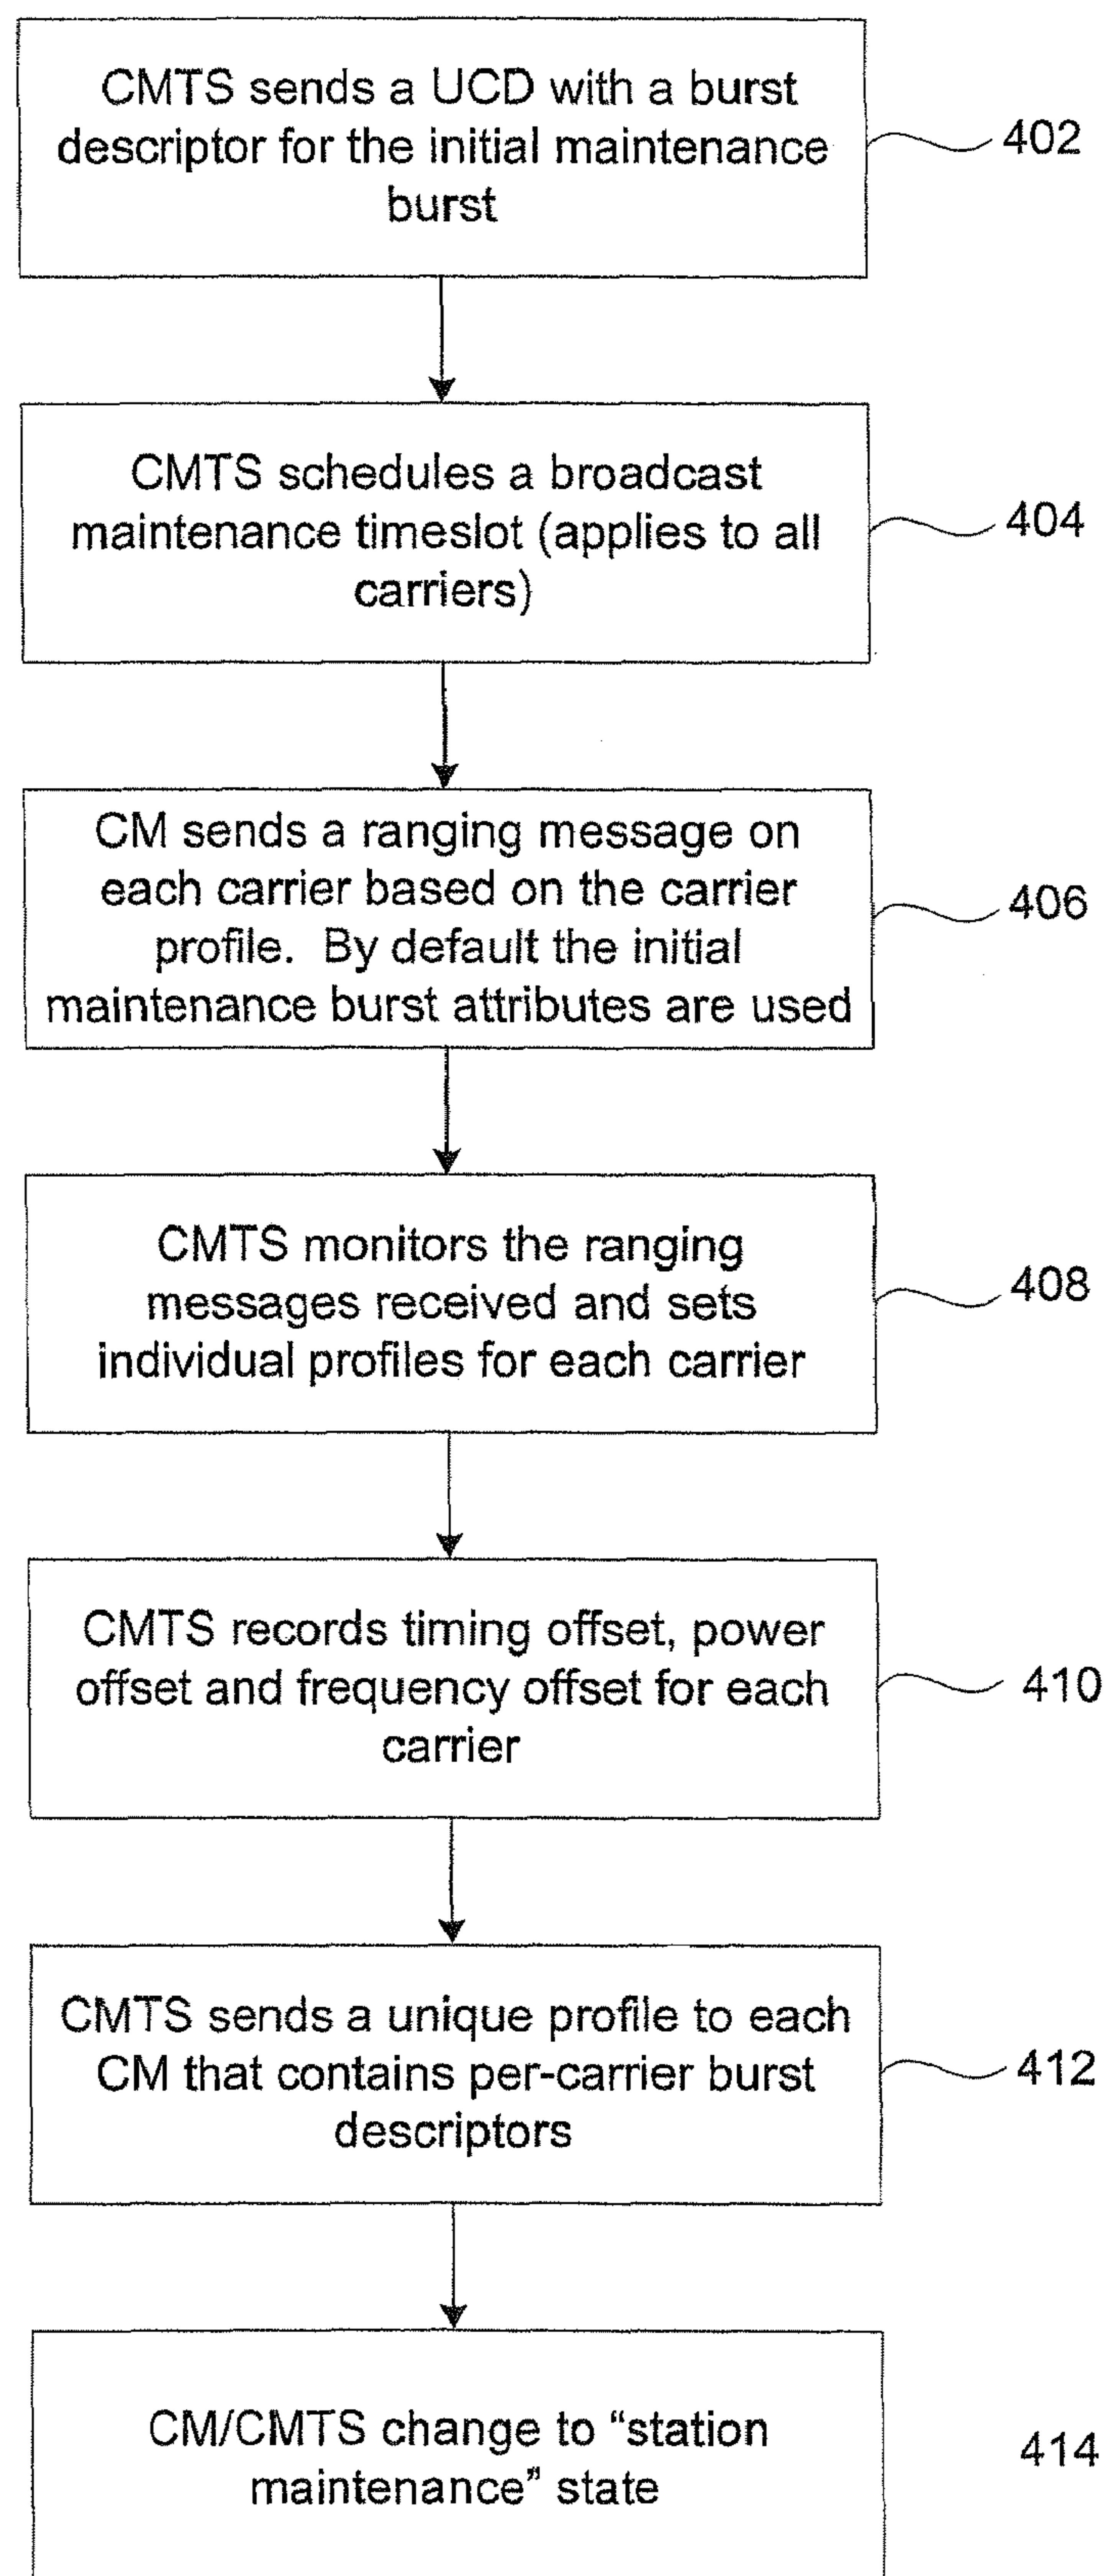 CMTS sends a UCD with a burst
descriptor for the initial maintenance
burst
402
CMTS schedules a broadcast
maintenance timeslot (applies to all
carriers)
404
CM sends a ranging message on
each carrier based on the carrier
profile.  By default the initial
maintenance burst attributes are used
406
CMTS monitors the ranging
messages received and sets
individual profiles for each carrier
408
CMTS records timing offset, power
offset and frequency offset for each
carrier
410
CMTS sends a unique profile to each
CM that contains per-carrier burst
descriptors
412
CM/CMTS change to “station
maintenance” state
414